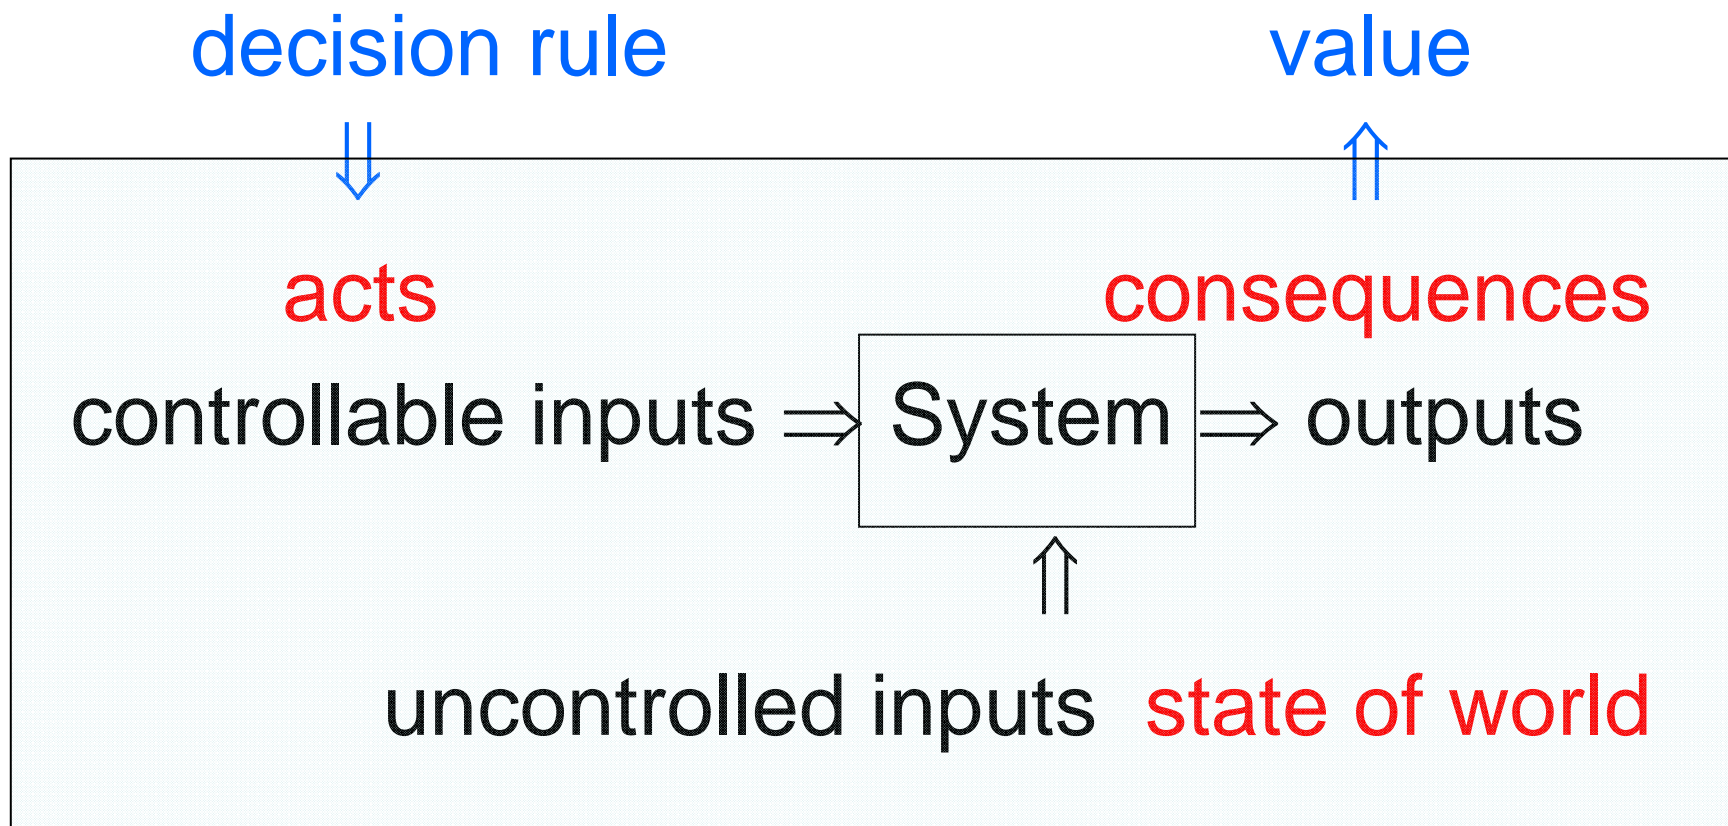 decision rule value
⇓ ⇑
acts consequences
controllable inputs ⇒ System ⇒ outputs
⇑
uncontrolled inputs state of world